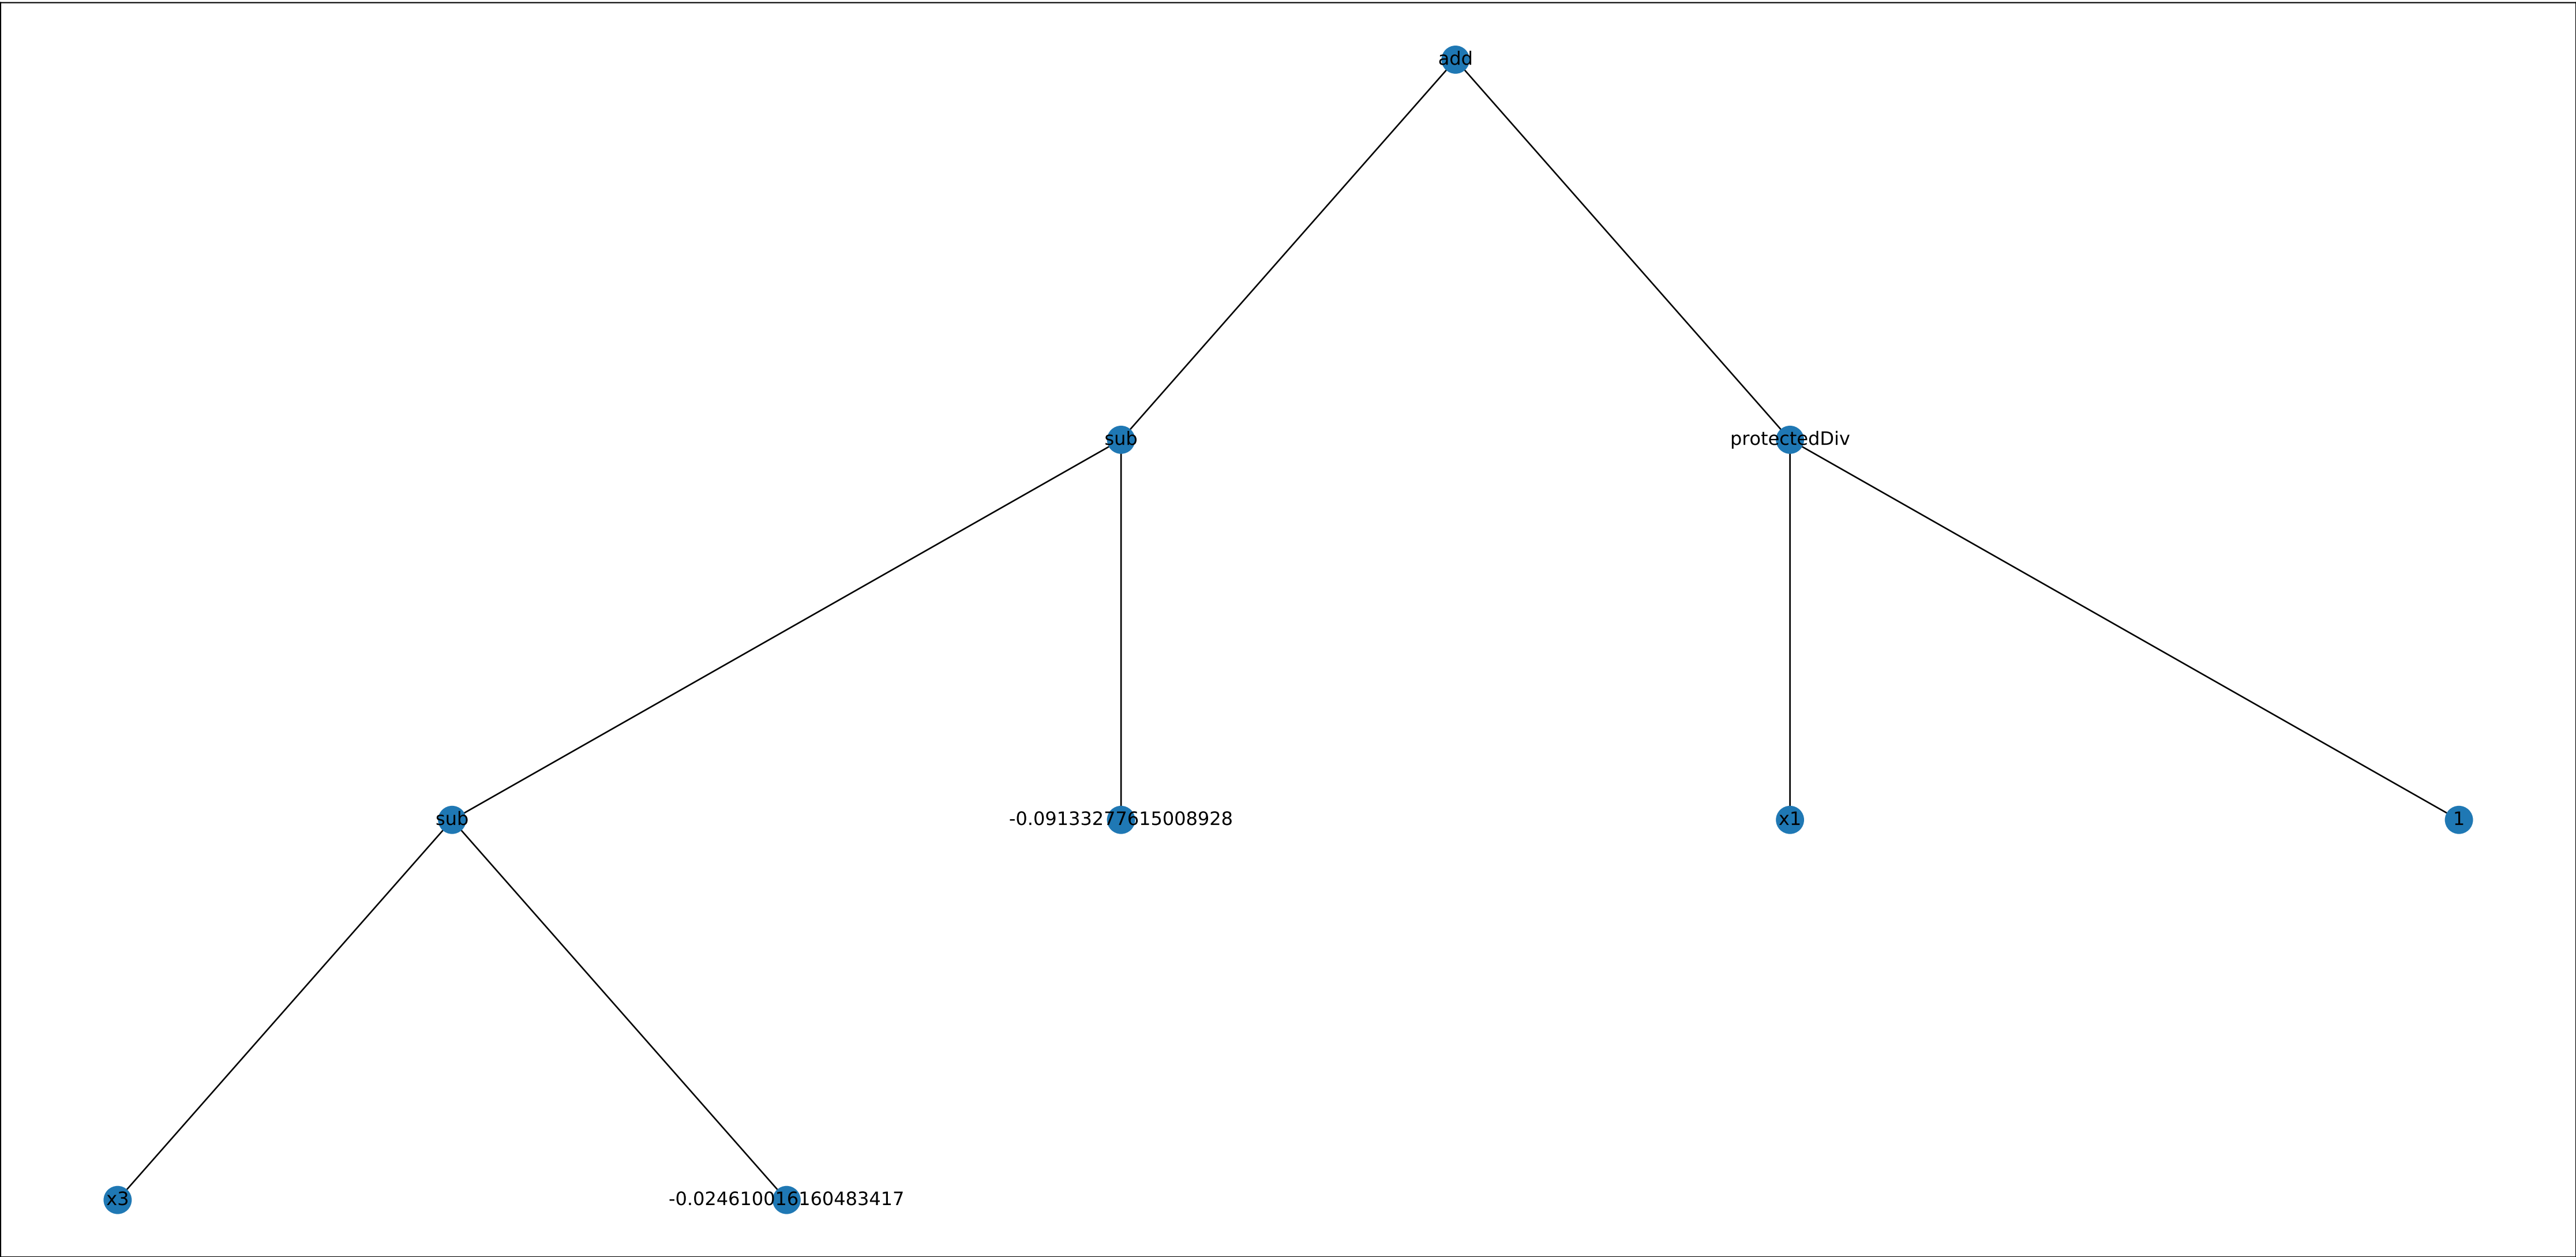 add
sub
protectedDiv
sub
-0.09133277615008928
x1
1
x3
-0.024610016160483417